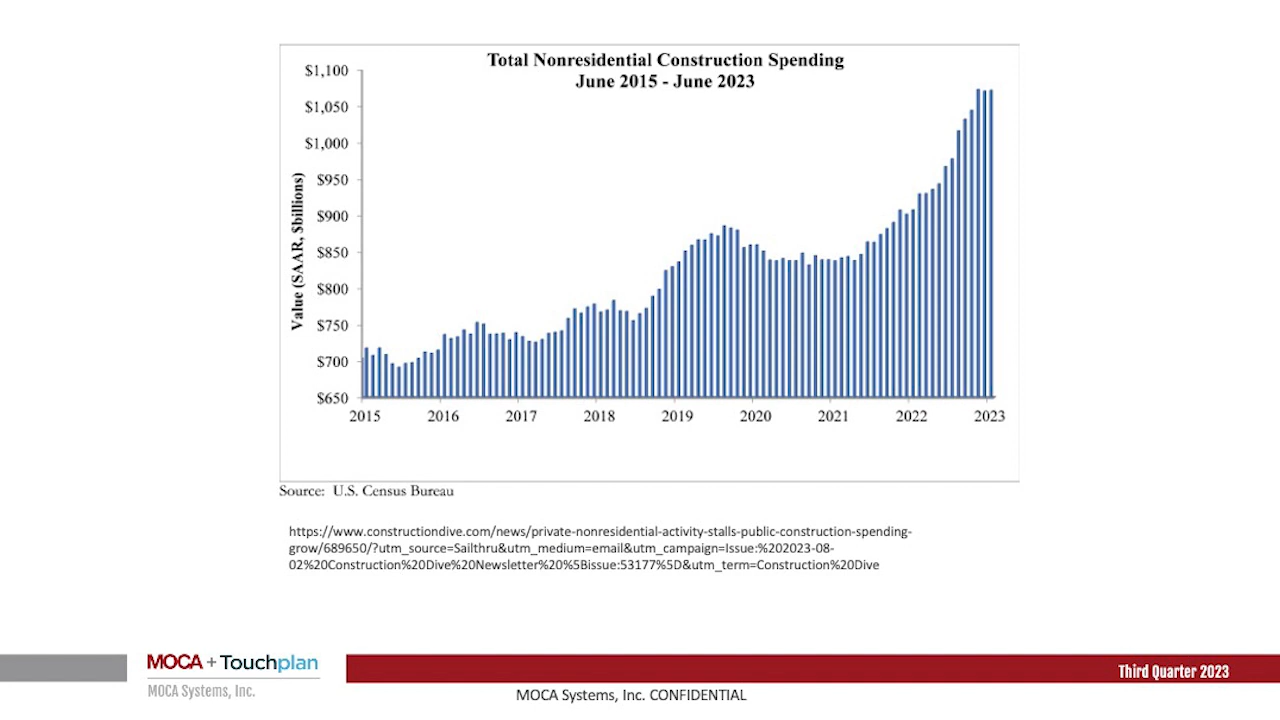 Total Nonresidential Construction Spending
June 2015 - June 2023
Value (SAAR, $billions)
$1,100
$1,050
$1,000
$950
$900
$850
$800
$750
$700
$650
2015 2016 2017 2018 2019 2020 2021 2022 2023
Source: U.S. Census Bureau
https://www.constructiondive.com/news/private-nonresidential-activity-stalls-public-construction-spending-
grow/689650/?utm_source=Sailthru&utm_medium=email&utm_campaign=Issue:%202023-08-
02%20Construction%20Dive%20Newsletter%20%5Bissue:53177%5D&utm_term=Construction%20Dive
MOCA + Touchplan
MOCA Systems, Inc.
Third Quarter 2023
MOCA Systems, Inc. CONFIDENTIAL